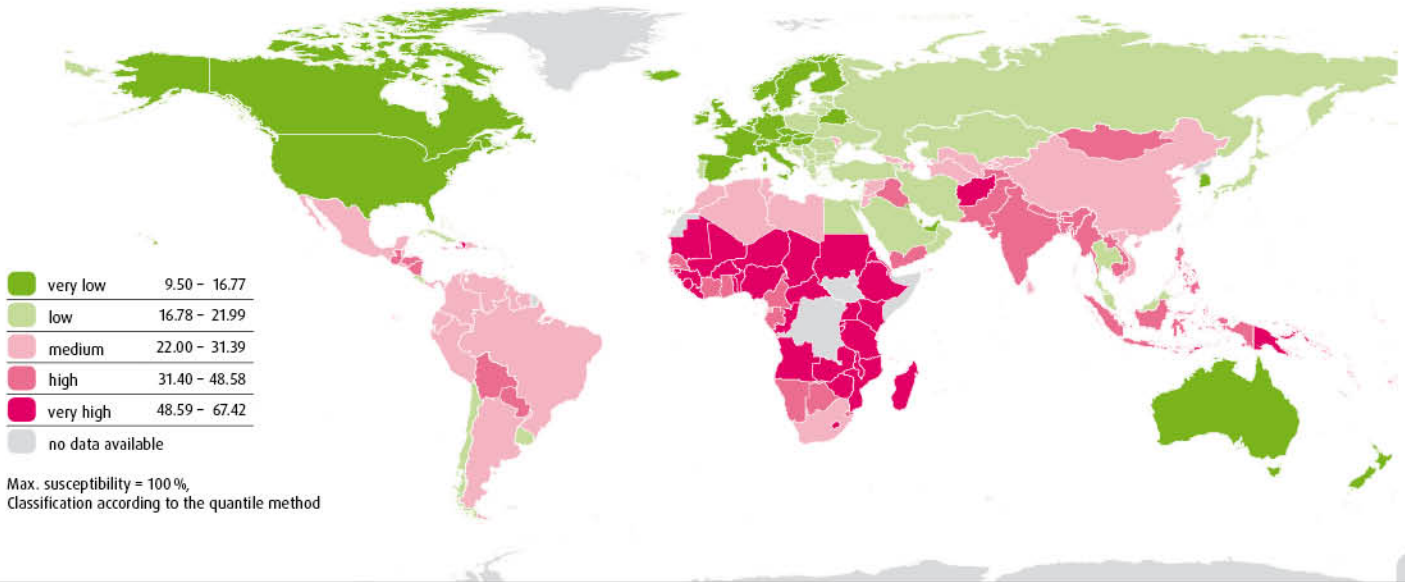 very low 9.50 – 16.77
low 16.78 – 21.99
medium 22.00 – 31.39
high 31.40 – 48.58
very high 48.59 – 67.42
no data available
Max. susceptibility = 100 %,
Classification according to the quantile method